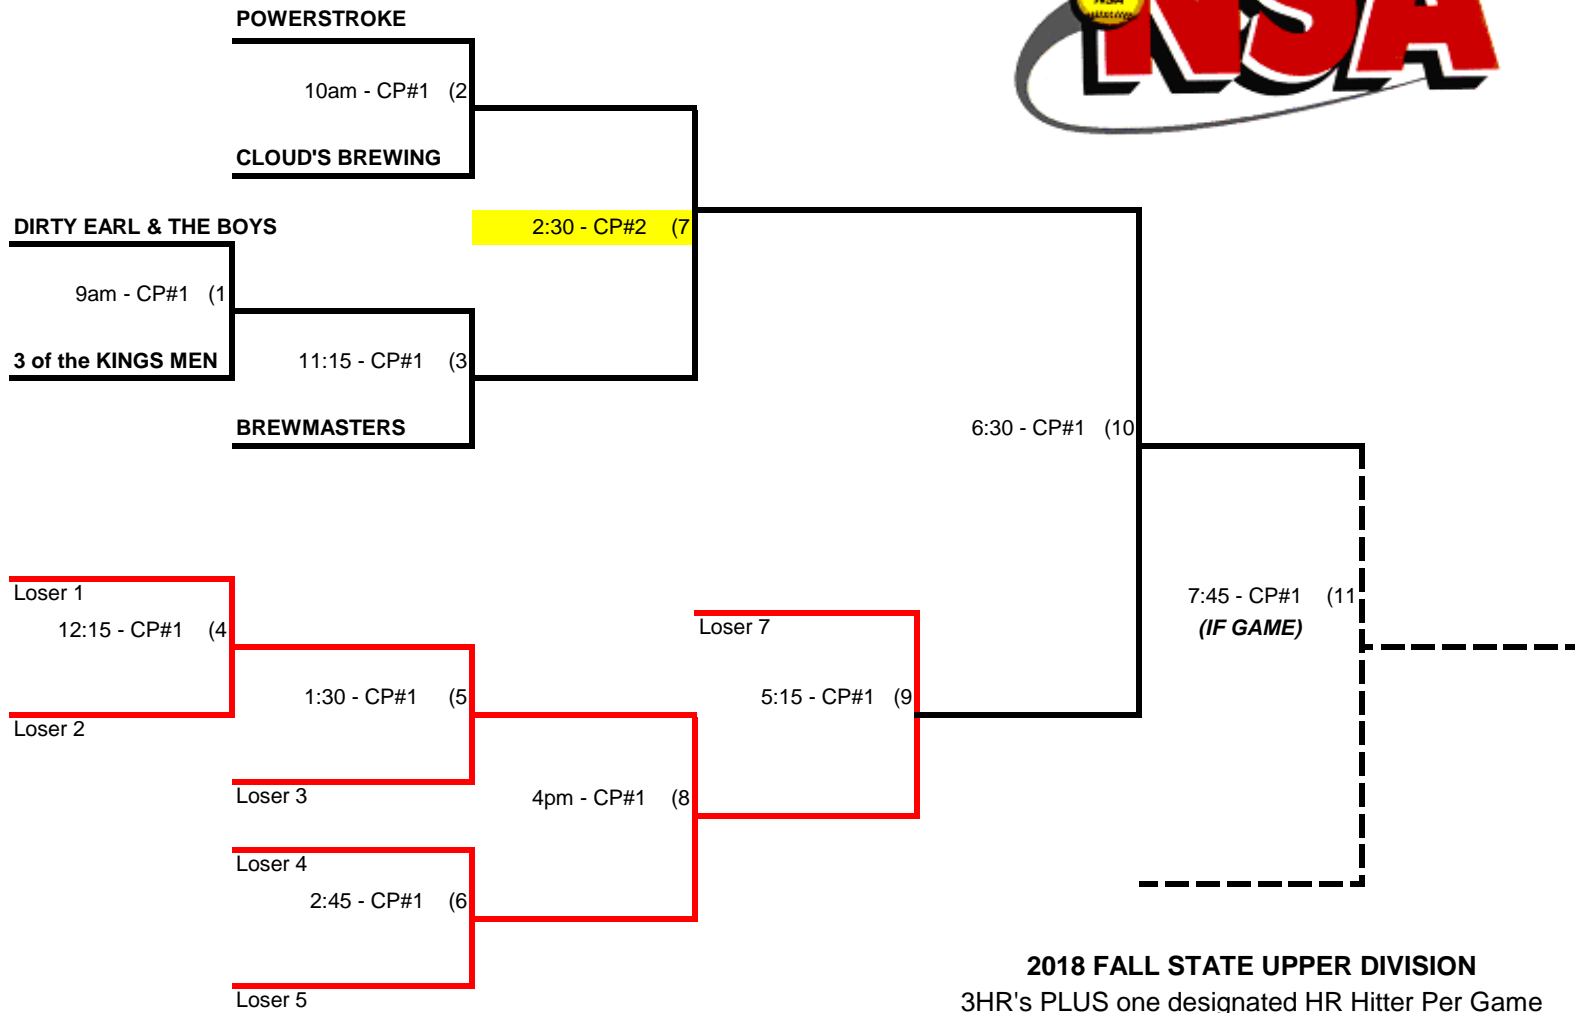 NSA
NSA
POWERSTROKE
10am - CP#1 (2
CLOUD'S BREWING
DIRTY EARL & THE BOYS
2:30 - CP#2 (7
9am - CP#1 (1
3 of the KINGS MEN
11:15 - CP#1 (3
BREWMASTERS
6:30 - CP#1 (10
Loser 1
12:15 - CP#1 (4
Loser 7
7:45 - CP#1 (11
(IF GAME)
1:30 - CP#1 (5
5:15 - CP#1 (9
Loser 2
Loser 3
4pm - CP#1 (8
Loser 4
2:45 - CP#1 (6
Loser 5
2018 FALL STATE UPPER DIVISION
3HR's PLUS one designated HR Hitter Per Game